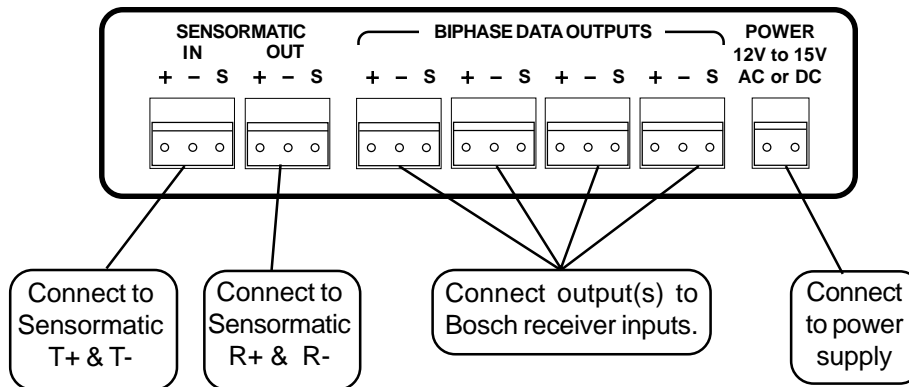 SENSORMATIC
IN OUT
+ – S + – S
BIPHASE DATA OUTPUTS
+ – S + – S + – S + – S
POWER
12V to 15V
AC or DC
Connect to
Sensormatic
T+ & T-
Connect to
Sensormatic
R+ & R-
Connect output(s) to
Bosch receiver inputs.
Connect
to power
supply